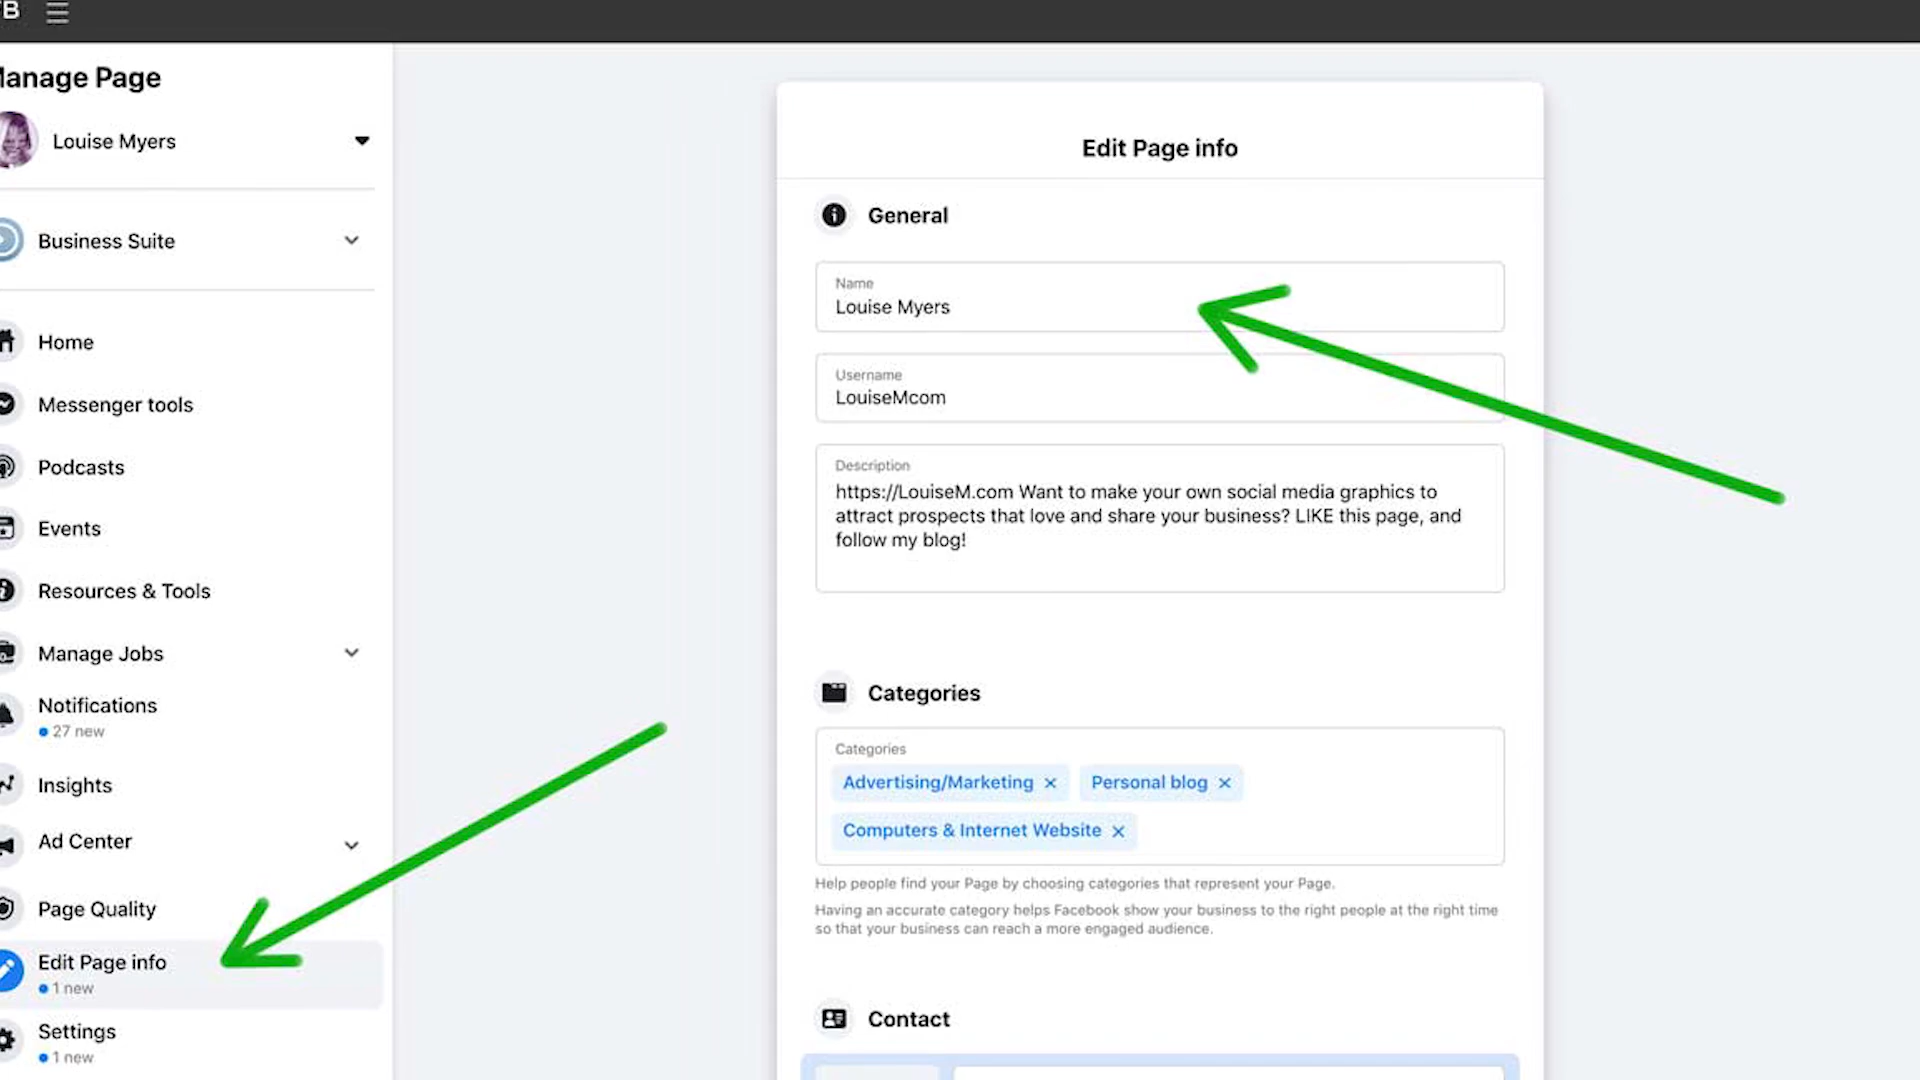 Manage Page
Louise Myers
Business Suite
Home
Messenger tools
Podcasts
Events
Resources & Tools
Manage Jobs
Notifications
27 new
Insights
Ad Center
Page Quality
Edit Page info
1 new
Settings
1 new
Edit Page info
General
Name
Louise Myers
Username
LouiseMcom
Description
https://LouiseM.com Want to make your own social media graphics to
attract prospects that love and share your business? LIKE this page, and
follow my blog!
Categories
Categories
Advertising/Marketing × Personal blog ×
Computers & Internet Website ×
Help people find your Page by choosing categories that represent your Page.
Having an accurate category helps Facebook show your business to the right people at the right time
so that your business can reach a more engaged audience.
Contact